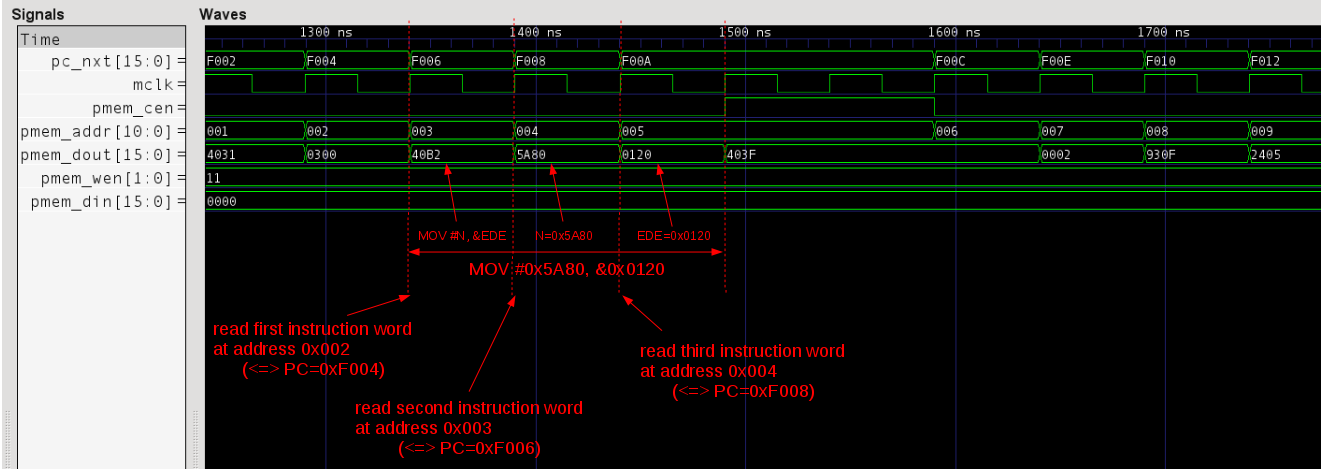 Signals
Waves
Time
1300 ns 1400 ns 1500 ns 1600 ns 1700 ns
pc_nxt[15:0] = F002 F004 F006 F008 F00A F00C F00E F010 F012
mclk =
pmem_cen =
pmem_addr[10:0] = 001 002 003 004 005 006 007 008 009
pmem_dout[15:0] = 4031 0300 40B2 5A80 0120 403F 0002 930F 2405
pmem_wen[1:0] = 11
pmem_din[15:0] = 0000
MOV #N, &EDE N=0x5A80 EDE=0x0120
MOV #0x5A80, &0x0120
read first instruction word
at address 0x002
(<=> PC=0xF004)
read second instruction word
at address 0x003
(<=> PC=0xF006)
read third instruction word
at address 0x004
(<=> PC=0xF008)